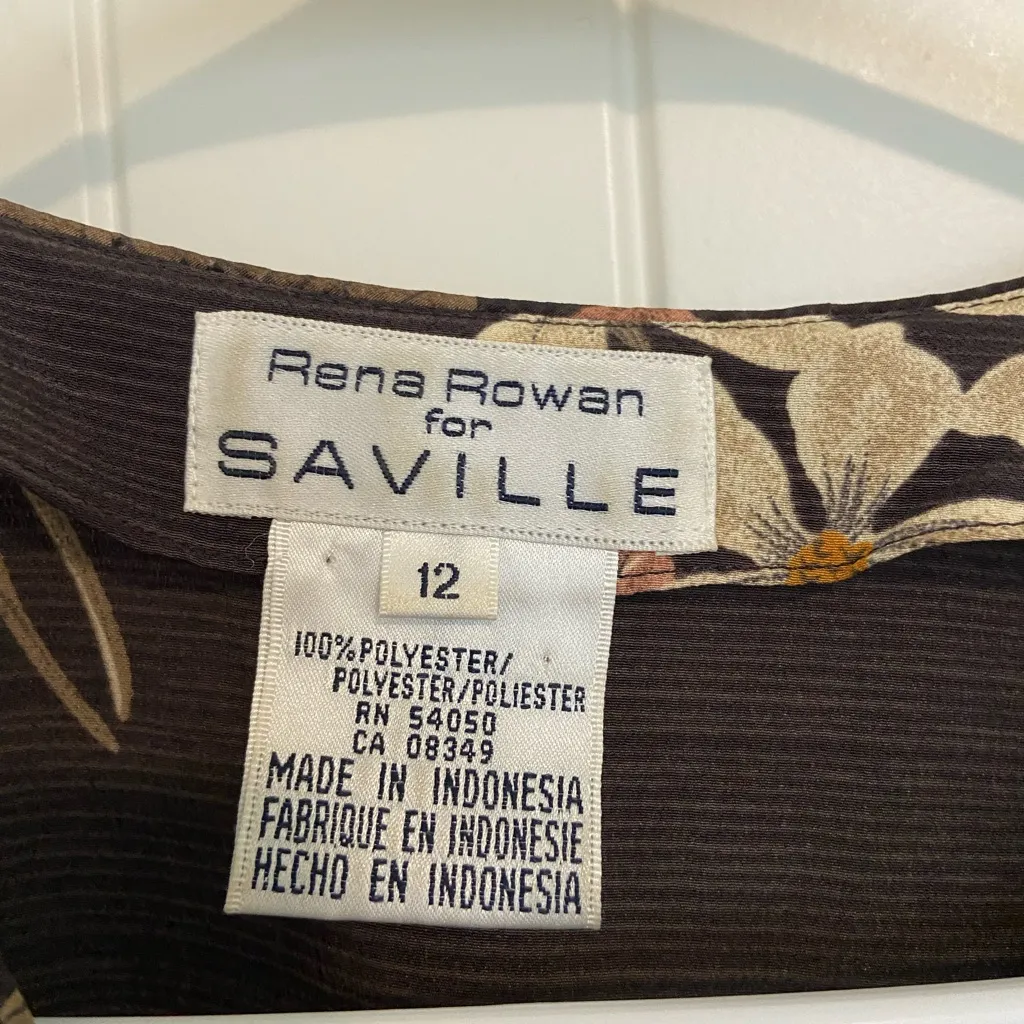 Rena Rowan
for
SAVILLE
12
100% POLYESTER/
POLYESTER/POLIESTER
RN 54050
CA 08349
MADE IN INDONESIA
FABRIQUE EN INDONESIE
HECHO EN INDONESIA